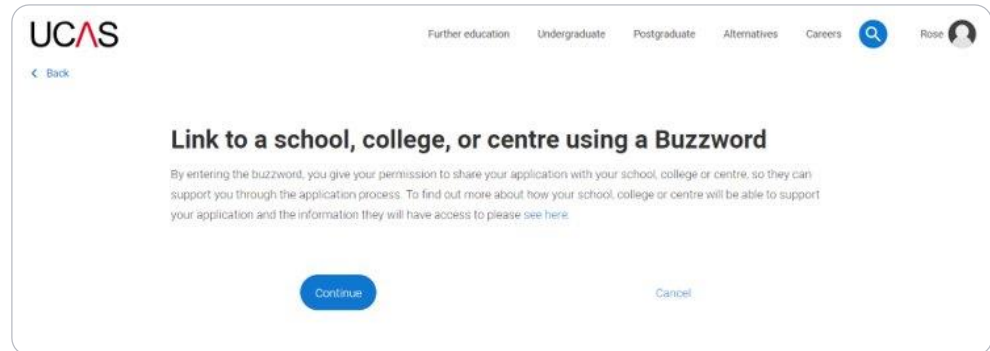 UCAS
Further education Undergraduate Postgraduate Alternatives Careers Rose
Back
Link to a school, college, or centre using a Buzzword
By entering the buzzword, you give your permission to share your application with your school, college or centre, so they can
support you through the application process. To find out more about how your school, college or centre will be able to support
your application and the information they will have access to please see here.
Continue Cancel